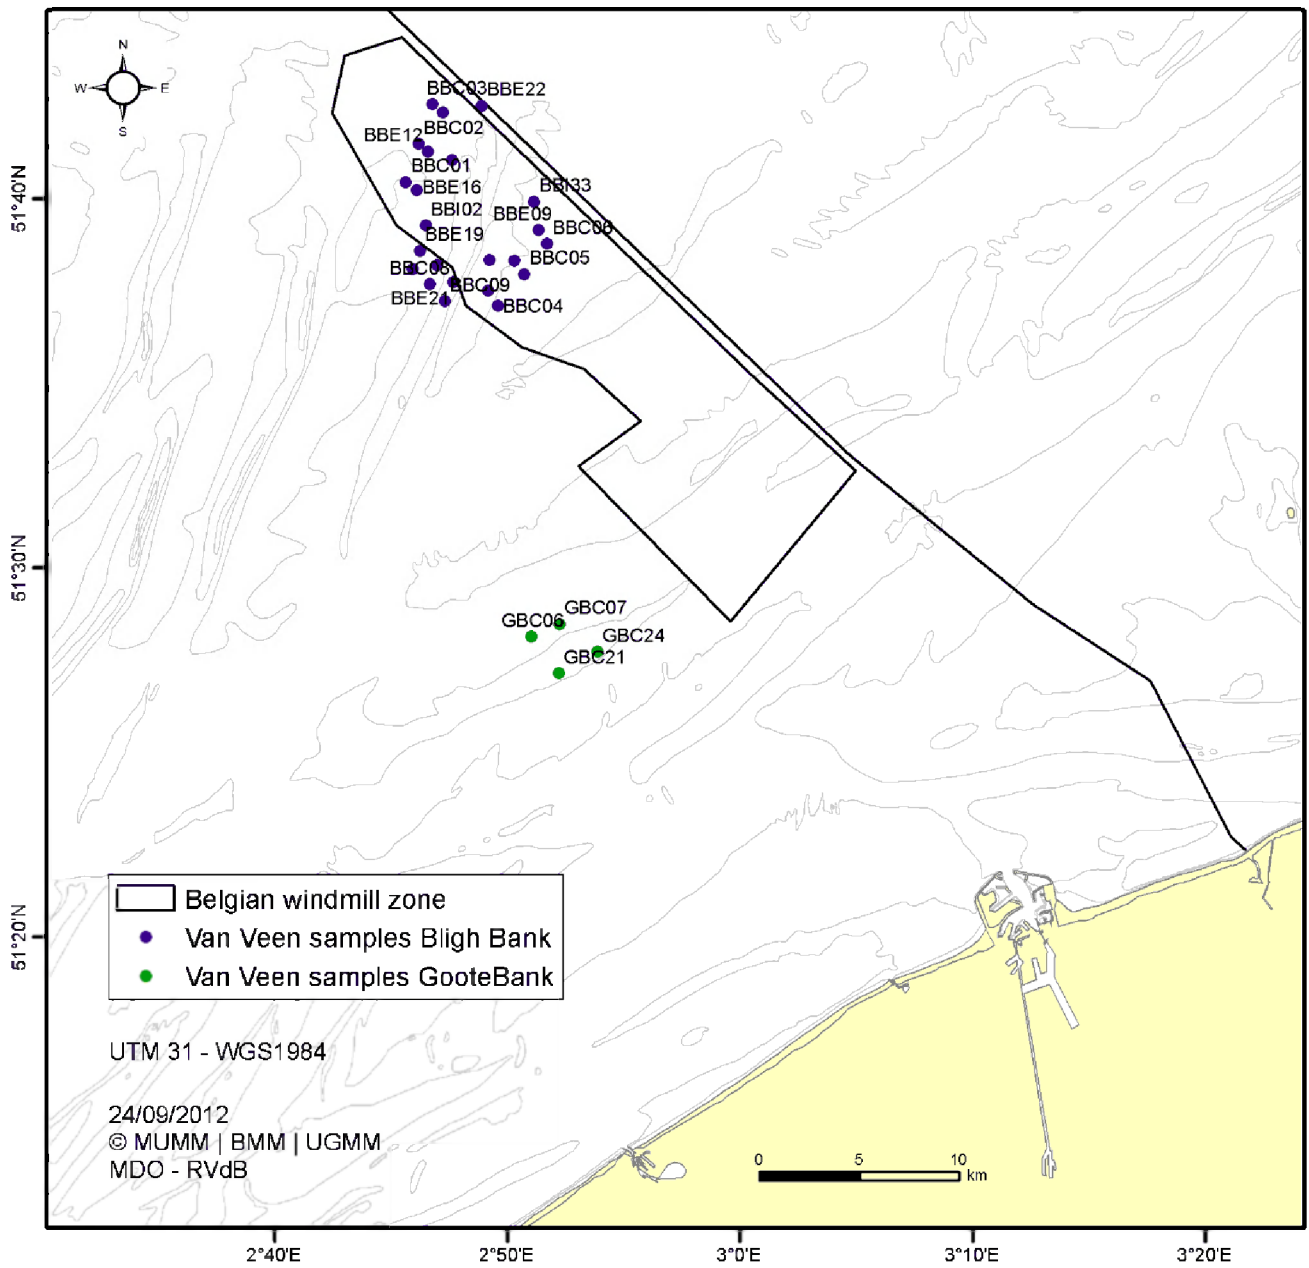 N
W E
S
BBC03 BBE22
BBC02
BBE12
BBC01
BBE16
BBI33
BBI02
BBE09
BBC06
BBE19
BBC05
BBC08
BBC09
BBE21
BBC04
51°40'N
51°30'N
51°20'N
GBC07
GBC06
GBC24
GBC21
Belgian windmill zone
Van Veen samples Bligh Bank
Van Veen samples GooteBank
UTM 31 - WGS1984
24/09/2012
© MUMM | BMM | UGMM
MDO - RVdB
0 5 10
km
2°40'E 2°50'E 3°0'E 3°10'E 3°20'E